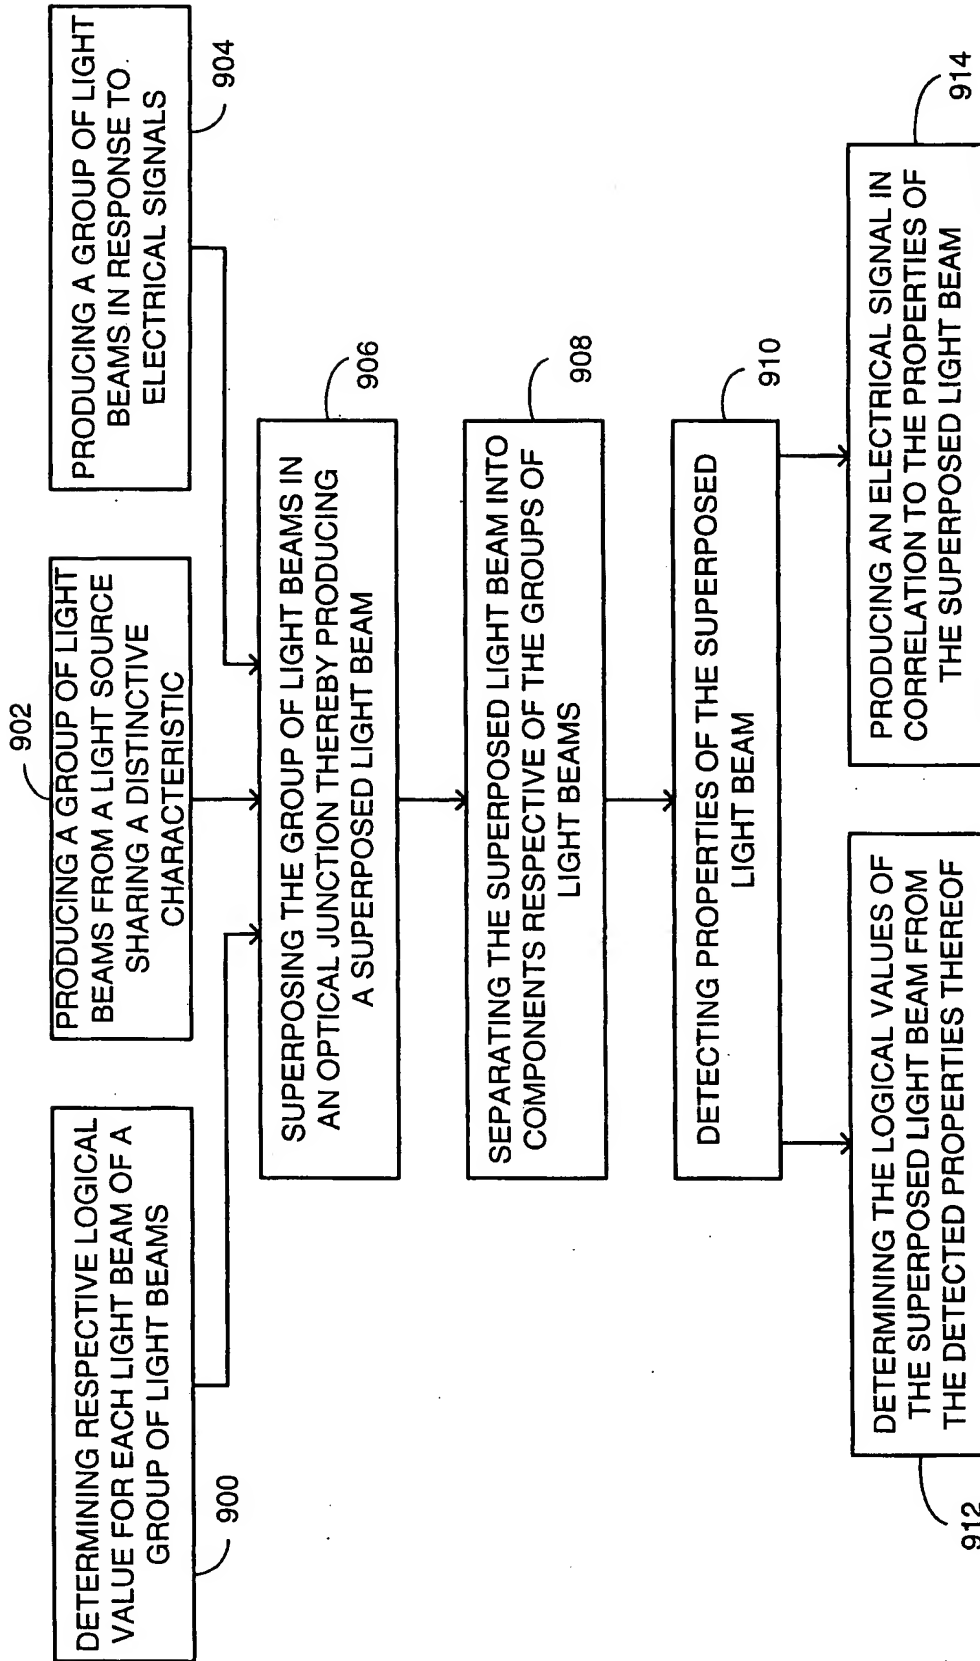 DETERMINING RESPECTIVE LOGICAL
VALUE FOR EACH LIGHT BEAM OF A
GROUP OF LIGHT BEAMS
900
902
PRODUCING A GROUP OF LIGHT
BEAMS FROM A LIGHT SOURCE
SHARING A DISTINCTIVE
CHARACTERISTIC
PRODUCING A GROUP OF LIGHT
BEAMS IN RESPONSE TO
ELECTRICAL SIGNALS
904
SUPERPOSING THE GROUP OF LIGHT BEAMS IN
AN OPTICAL JUNCTION THEREBY PRODUCING
A SUPERPOSED LIGHT BEAM
906
SEPARATING THE SUPERPOSED LIGHT BEAM INTO
COMPONENTS RESPECTIVE OF THE GROUPS OF
LIGHT BEAMS
908
DETECTING PROPERTIES OF THE SUPERPOSED
LIGHT BEAM
910
DETERMINING THE LOGICAL VALUES OF
THE SUPERPOSED LIGHT BEAM FROM
THE DETECTED PROPERTIES THEREOF
912
PRODUCING AN ELECTRICAL SIGNAL IN
CORRELATION TO THE PROPERTIES OF
THE SUPERPOSED LIGHT BEAM
914